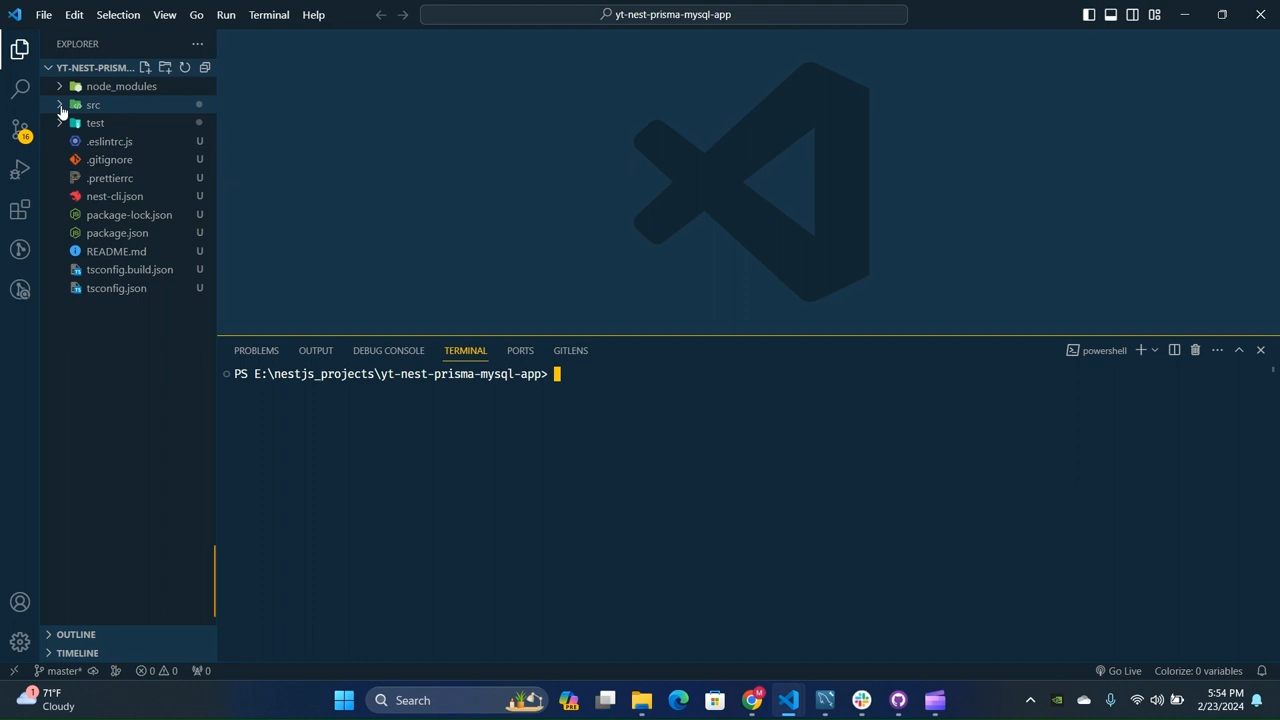 File Edit Selection View Go Run Terminal Help
yt-nest-prisma-mysql-app
EXPLORER
YT-NEST-PRISM...
node_modules
src
test
.eslintrc.js U
.gitignore U
.prettierrc U
nest-cli.json U
package-lock.json U
package.json U
README.md U
tsconfig.build.json U
tsconfig.json U
OUTLINE
TIMELINE
16
PROBLEMS OUTPUT DEBUG CONSOLE TERMINAL PORTS GITLENS
powershell
PS E:\nestjs_projects\yt-nest-prisma-mysql-app>
master* 0 0 0
Go Live Colorize: 0 variables
1
71°F
Cloudy
Search
PRE
M
5:54 PM
2/23/2024